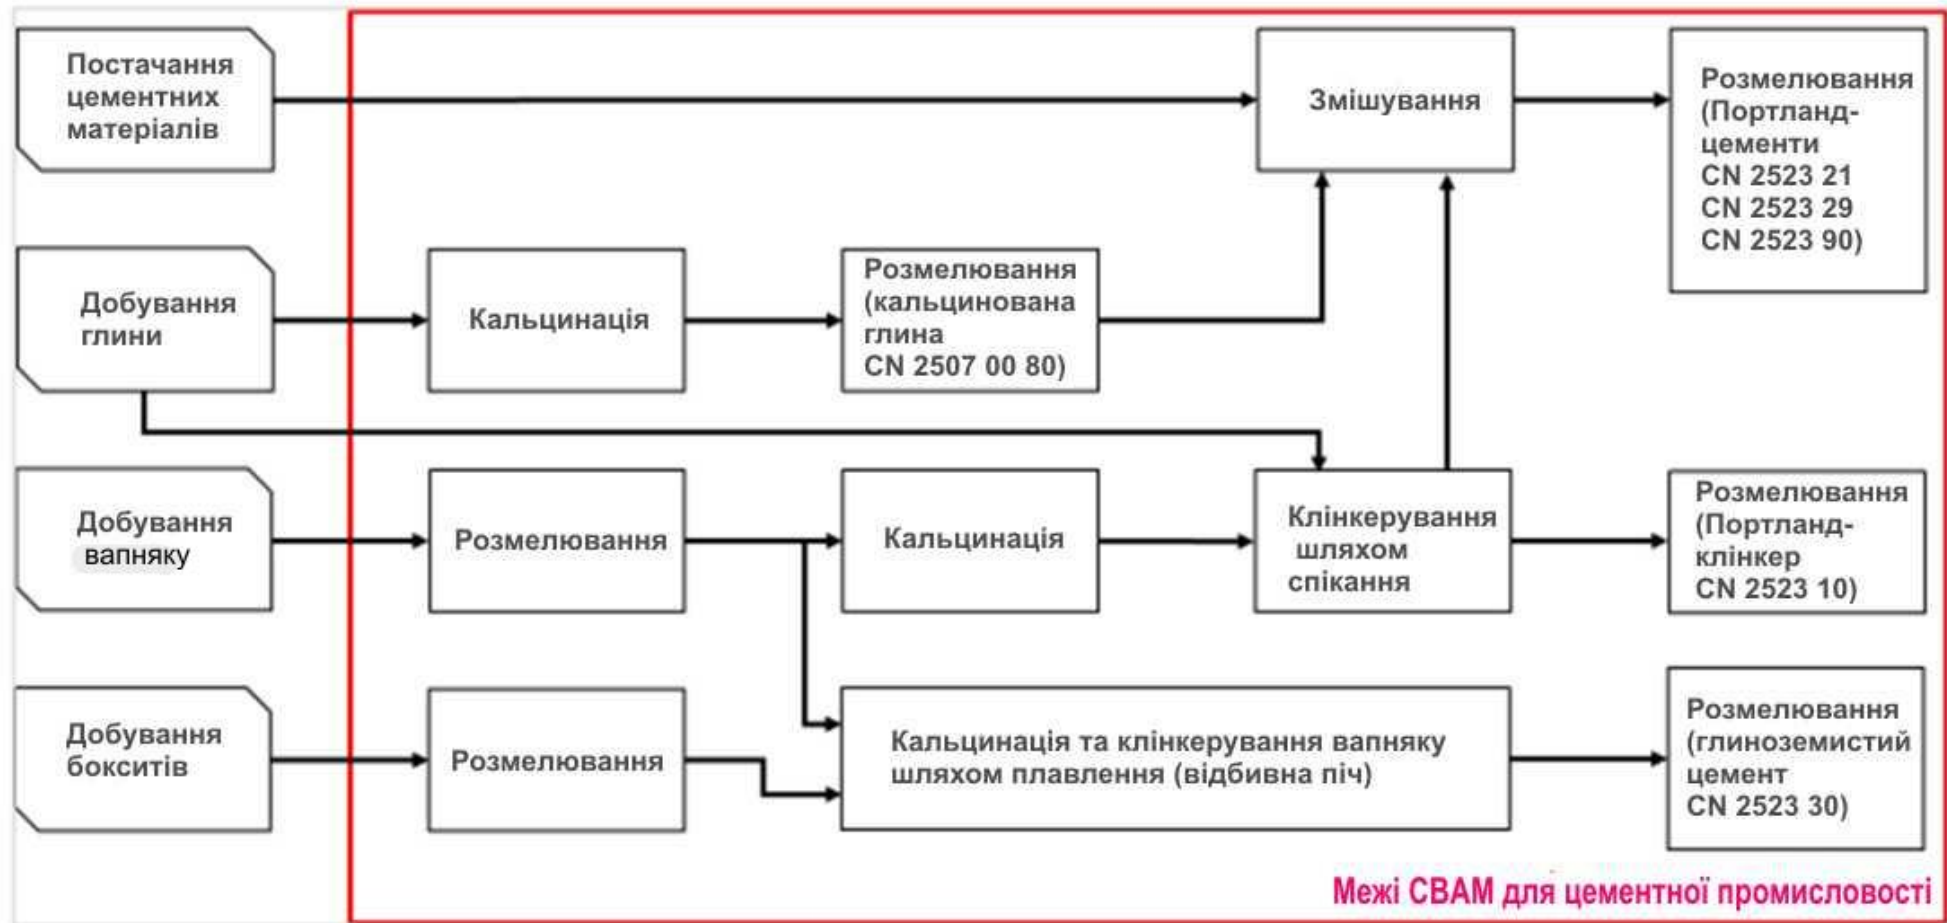 Постачання
цементних
матеріалів
Змішування
Розмелювання
(Портланд-
цементи
CN 2523 21
CN 2523 29
CN 2523 90)
Добування
глини
Кальцинація
Розмелювання
(кальцинована
глина
CN 2507 00 80)
Добування
вапняку
Розмелювання
Кальцинація
Клінкерування
шляхом
спікання
Розмелювання
(Портланд-
клінкер
CN 2523 10)
Добування
бокситів
Розмелювання
Кальцинація та клінкерування вапняку
шляхом плавлення (відбивна піч)
Розмелювання
(глиноземистий
цемент
CN 2523 30)
Межі CBAM для цементної промисловості